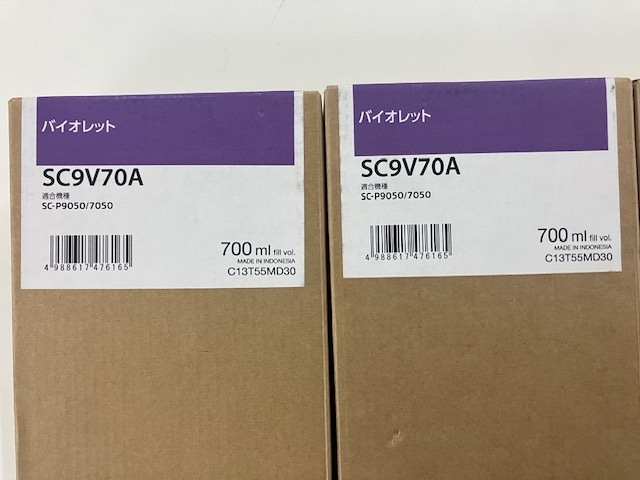 バイオレット
SC9V70A
適合機種
SC-P9050/7050
4 988617 476165
700 ml fill vol.
MADE IN INDONESIA
C13T55MD30
バイオレット
SC9V70A
適合機種
SC-P9050/7050
4 988617 476165
700 ml fill vol.
MADE IN INDONESIA
C13T55MD30